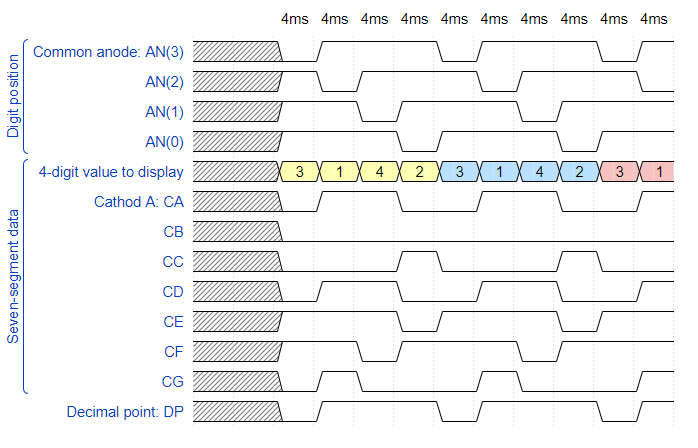 4ms 4ms 4ms 4ms 4ms 4ms 4ms 4ms 4ms 4ms
Digit position
Common anode: AN(3)
AN(2)
AN(1)
AN(0)
Seven-segment data
4-digit value to display 3 1 4 2 3 1 4 2 3 1
Cathod A: CA
CB
CC
CD
CE
CF
CG
Decimal point: DP